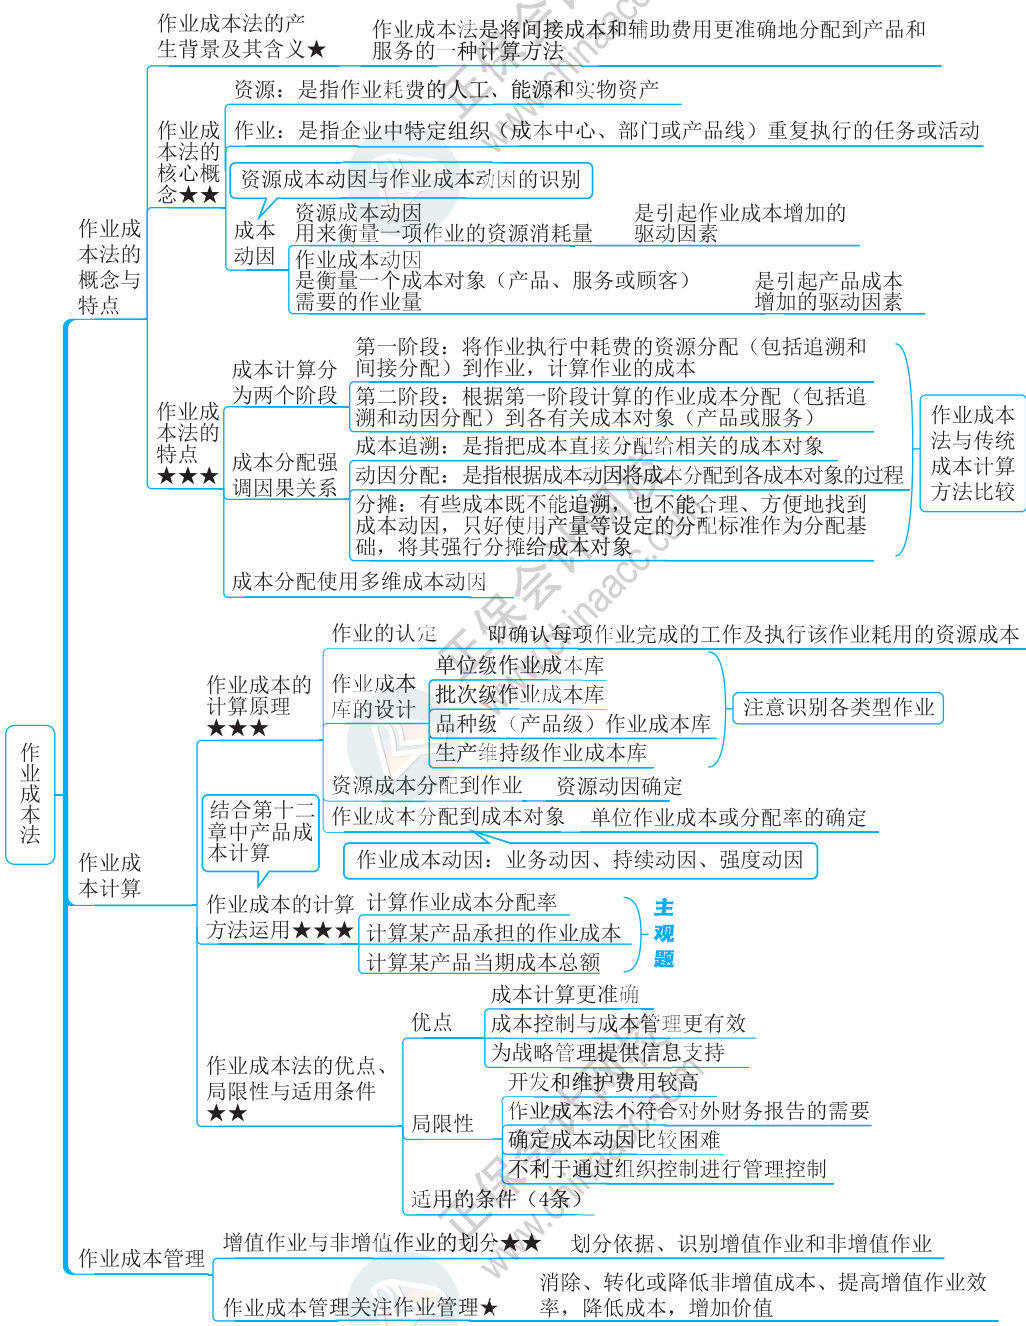 作业成本法的产
生背景及其含义★
作业成本法是将间接成本和辅助费用更准确地分配到产品和
服务的一种计算方法
资源：是指作业耗费的人工、能源和实物资产
作业成
本法的
核心概
念★★
作业：是指企业中特定组织（成本中心、部门或产品线）重复执行的任务或活动
资源成本动因与作业成本动因的识别
成本
动因
资源成本动因
用来衡量一项作业的资源消耗量
是引起作业成本增加的
驱动因素
作业成本动因
是衡量一个成本对象（产品、服务或顾客）
需要的作业量
是引起产品成本
增加的驱动因素
作业成
本法的
概念与
特点
成本计算分
为两个阶段
第一阶段：将作业执行中耗费的资源分配（包括追溯和
间接分配）到作业，计算作业的成本
第二阶段：根据第一阶段计算的作业成本分配（包括追
溯和动因分配）到各有关成本对象（产品或服务）
作业成
本法的
特点
★★★
成本分配强
调因果关系
成本追溯：是指把成本直接分配给相关的成本对象
动因分配：是指根据成本动因将成本分配到各成本对象的过程
分摊：有些成本既不能追溯，也不能合理、方便地找到
成本动因，只好使用产量等设定的分配标准作为分配基
础，将其强行分摊给成本对象
作业成本
法与传统
成本计算
方法比较
成本分配使用多维成本动因
作业的认定
即确认每项作业完成的工作及执行该作业耗用的资源成本
作业成本的
计算原理
★★★
作业成本
库的设计
单位级作业成本库
批次级作业成本库
品种级（产品级）作业成本库
生产维持级作业成本库
注意识别各类型作业
资源成本分配到作业
资源动因确定
作业成本分配到成本对象
单位作业成本或分配率的确定
作业成本动因：业务动因、持续动因、强度动因
作业成本法
结合第十二
章中产品成
本计算
作业成
本计算
作业成本的计算
方法运用★★★
计算作业成本分配率
计算某产品承担的作业成本
计算某产品当期成本总额
主观题
作业成本法的优点、
局限性与适用条件
★★
优点
成本计算更准确
成本控制与成本管理更有效
为战略管理提供信息支持
局限性
开发和维护费用较高
作业成本法不符合对外财务报告的需要
确定成本动因比较困难
不利于通过组织控制进行管理控制
适用的条件（4条）
作业成本管理
增值作业与非增值作业的划分★★
划分依据、识别增值作业和非增值作业
作业成本管理关注作业管理★
消除、转化或降低非增值成本、提高增值作业效
率，降低成本，增加价值
正保会计网校
www.chinaacc.com
正保会计网校
www.chinaacc.com
正保会计网校
www.chinaacc.com